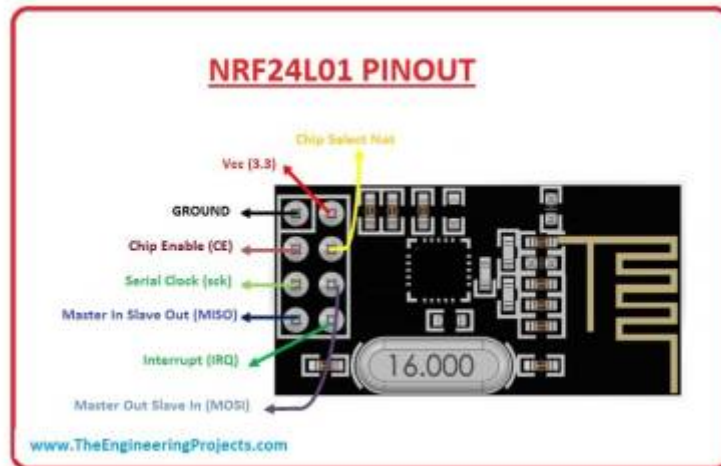 NRF24L01 PINOUT
Chip Select Not
Vcc (3.3)
GROUND
Chip Enable (CE)
Serial Clock (sck)
Master In Slave Out (MISO)
Interrupt (IRQ)
16.000
Master Out Slave In (MOSI)
www.TheEngineeringProjects.com